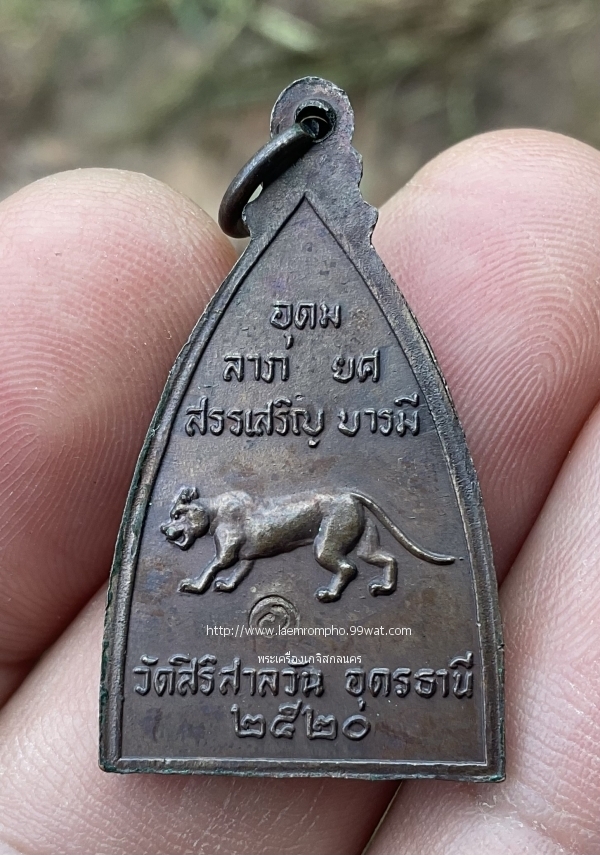 อุดม
ลาภ ยศ
สรรเสริญ บารมี
http://www.laemrompho.99wat.com
พระเครื่องเกจิสกลนคร
วัดสิริสาลวัน อุดรธานี
๒๕๒๐